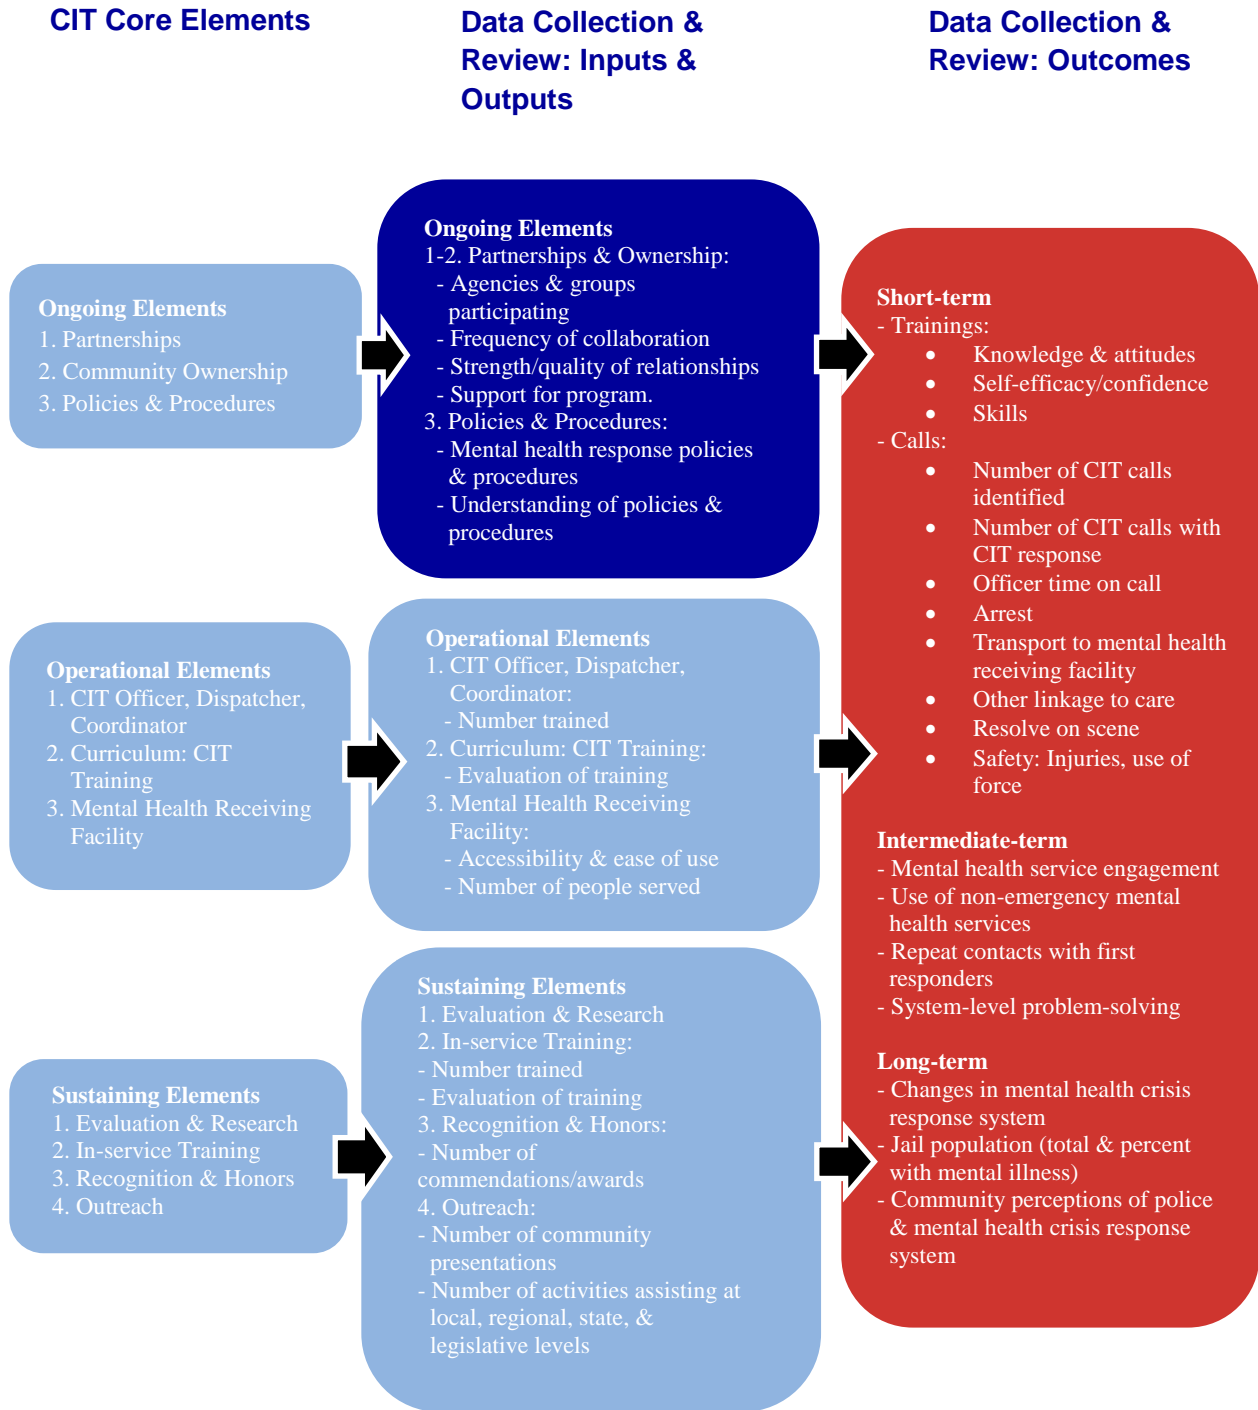 CIT Core Elements
Data Collection &
Review: Inputs &
Outputs
Data Collection &
Review: Outcomes
Ongoing Elements
1. Partnerships
2. Community Ownership
3. Policies & Procedures
Ongoing Elements
1-2. Partnerships & Ownership:
- Agencies & groups
participating
- Frequency of collaboration
- Strength/quality of relationships
- Support for program.
3. Policies & Procedures:
- Mental health response policies
& procedures
- Understanding of policies &
procedures
Operational Elements
1. CIT Officer, Dispatcher,
Coordinator
2. Curriculum: CIT
Training
3. Mental Health Receiving
Facility
Operational Elements
1. CIT Officer, Dispatcher,
Coordinator:
- Number trained
2. Curriculum: CIT Training:
- Evaluation of training
3. Mental Health Receiving
Facility:
- Accessibility & ease of use
- Number of people served
Sustaining Elements
1. Evaluation & Research
2. In-service Training
3. Recognition & Honors
4. Outreach
Sustaining Elements
1. Evaluation & Research
2. In-service Training:
- Number trained
- Evaluation of training
3. Recognition & Honors:
- Number of
commendations/awards
4. Outreach:
- Number of community
presentations
- Number of activities assisting at
local, regional, state, &
legislative levels
Short-term
- Trainings:
• Knowledge & attitudes
• Self-efficacy/confidence
• Skills
- Calls:
• Number of CIT calls
identified
• Number of CIT calls with
CIT response
• Officer time on call
• Arrest
• Transport to mental health
receiving facility
• Other linkage to care
• Resolve on scene
• Safety: Injuries, use of
force
Intermediate-term
- Mental health service engagement
- Use of non-emergency mental
health services
- Repeat contacts with first
responders
- System-level problem-solving
Long-term
- Changes in mental health crisis
response system
- Jail population (total & percent
with mental illness)
- Community perceptions of police
& mental health crisis response
system